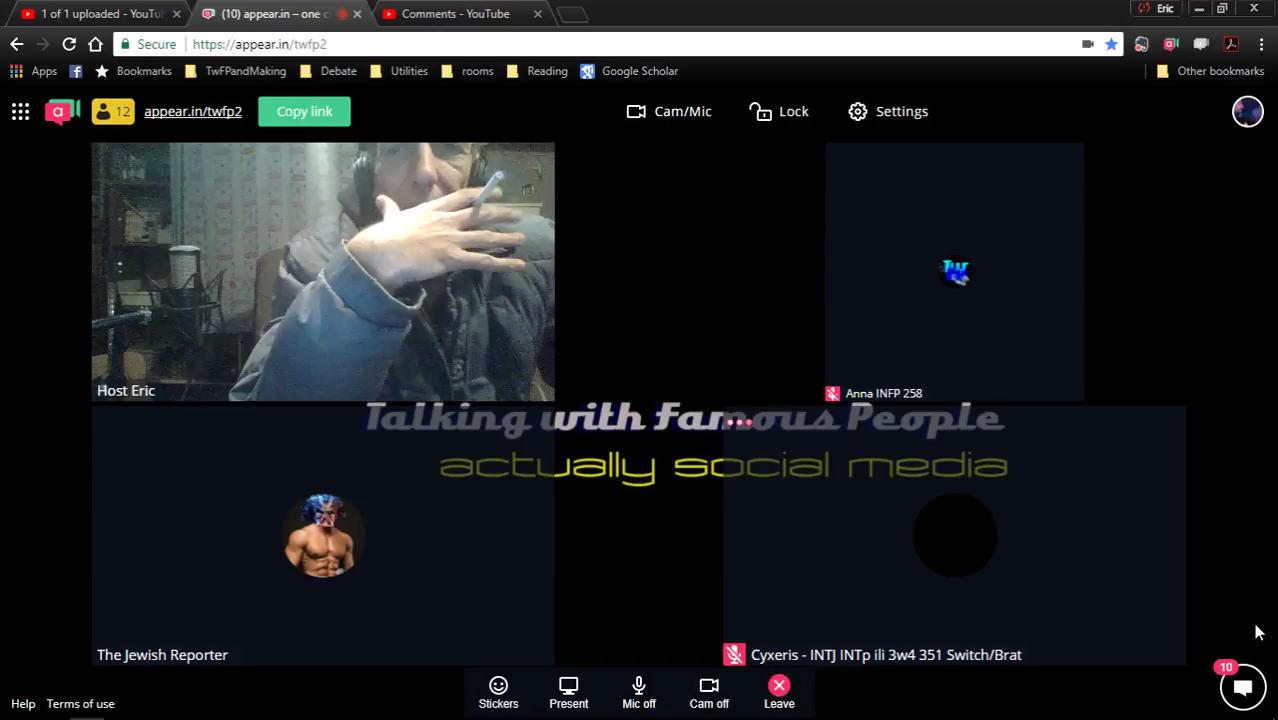 1 of 1 uploaded - YouTu
(10) appear.in – one c
Comments - YouTube
Eric
Secure
https://appear.in/twfp2
Apps
Bookmarks
TwFPandMaking
Debate
Utilities
rooms
Reading
Google Scholar
Other bookmarks
12
appear.in/twfp2
Copy link
Cam/Mic
Lock
Settings
Host Eric
Anna INFP 258
Talking with Famous People
actually social media
The Jewish Reporter
Cyxeris - INTJ INTp ili 3w4 351 Switch/Brat
10
Help
Terms of use
Stickers
Present
Mic off
Cam off
Leave